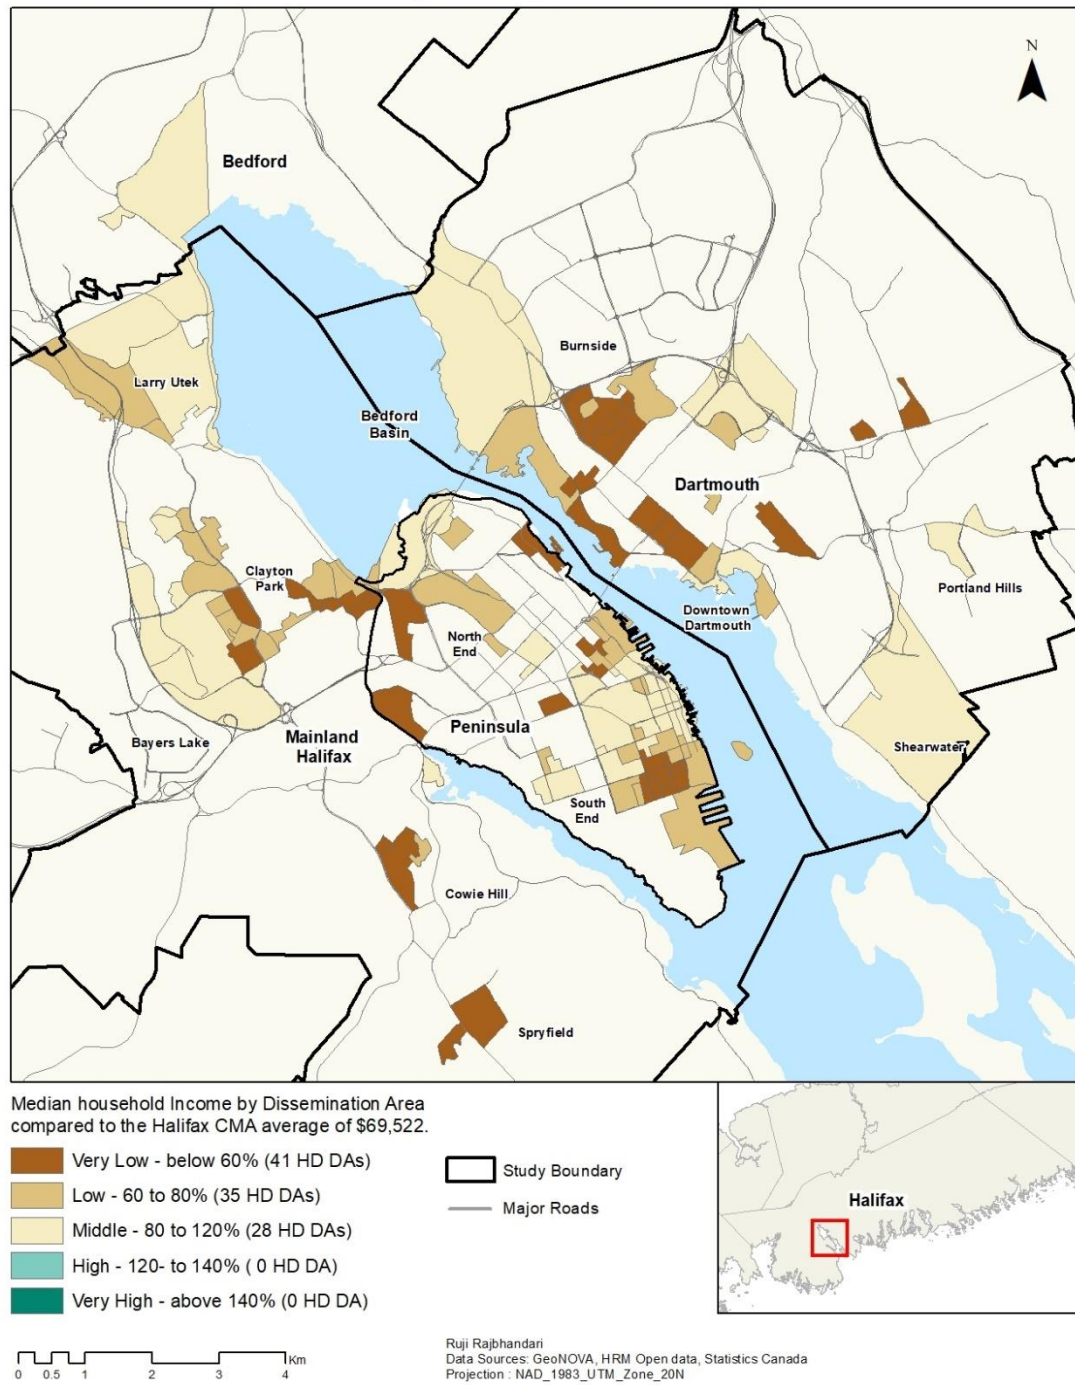 N
Bedford
Burnside
Larry Utek
Bedford
Basin
Dartmouth
Clayton
Park
Portland Hills
Downtown
Dartmouth
North
End
Peninsula
Mainland
Halifax
Bayers Lake
Shearwater
South
End
Cowie Hill
Spryfield
Median household Income by Dissemination Area
compared to the Halifax CMA average of $69,522.
Very Low - below 60% (41 HD DAs)
Low - 60 to 80% (35 HD DAs)
Middle - 80 to 120% (28 HD DAs)
High - 120- to 140% ( 0 HD DA)
Very High - above 140% (0 HD DA)
Study Boundary
Major Roads
Halifax
Km
0 0.5 1 2 3 4
Ruji Rajbhandari
Data Sources: GeoNOVA, HRM Open data, Statistics Canada
Projection : NAD_1983_UTM_Zone_20N